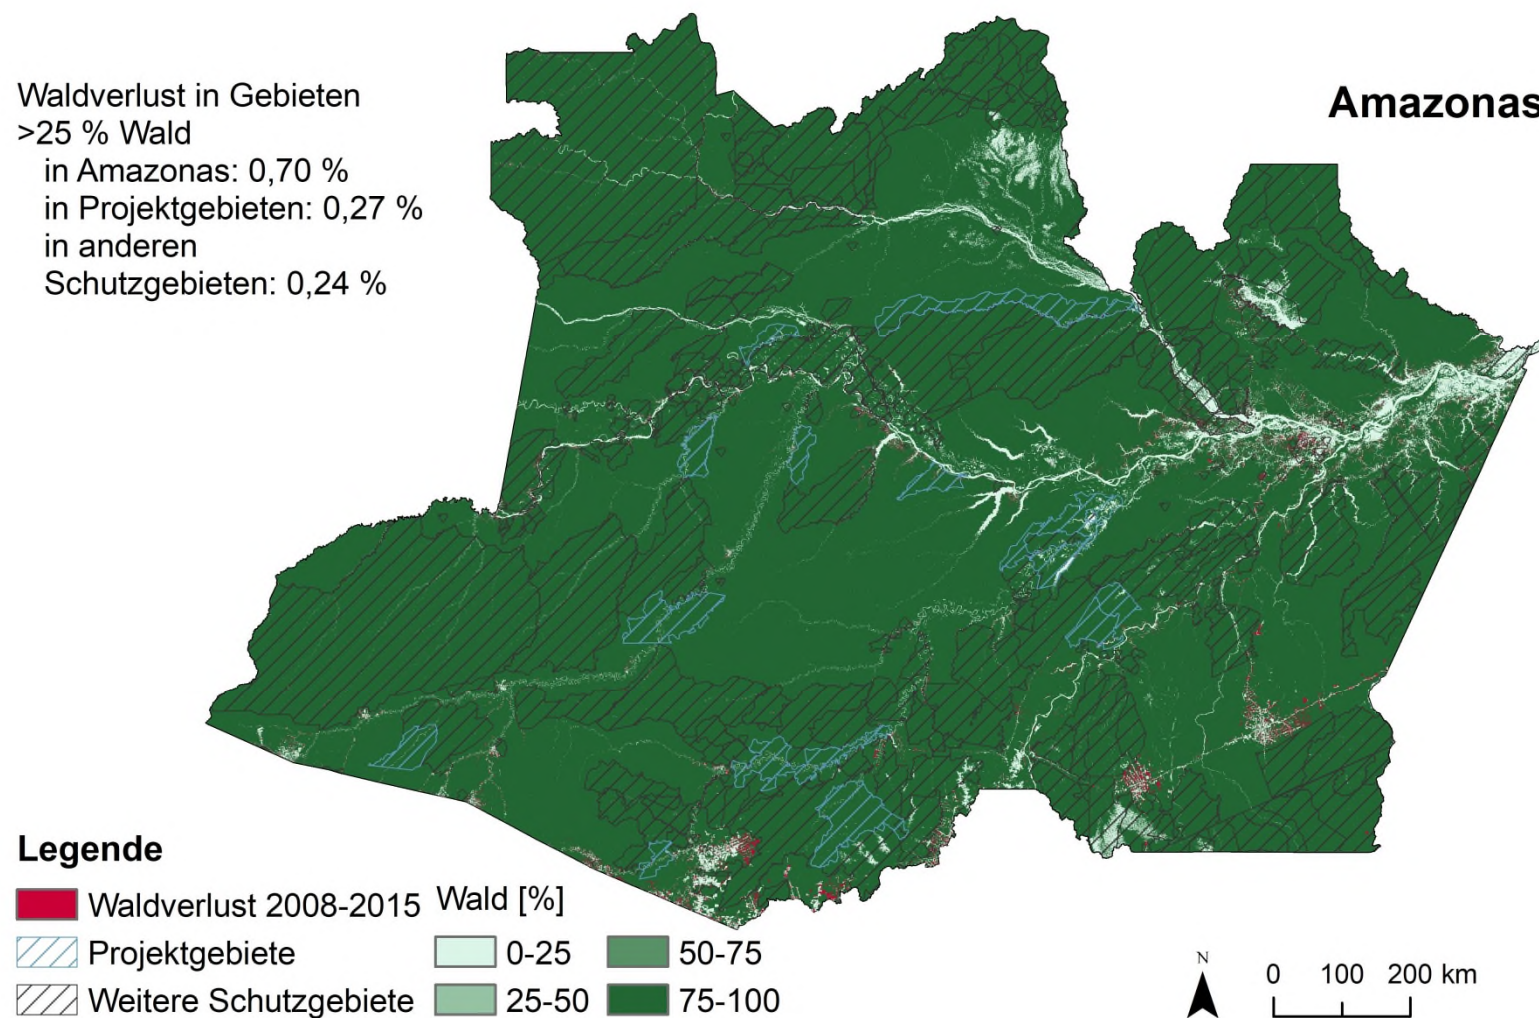 Amazonas
Waldverlust in Gebieten
>25 % Wald
in Amazonas: 0,70 %
in Projektgebieten: 0,27 %
in anderen
Schutzgebieten: 0,24 %
Legende
Waldverlust 2008-2015
Projektgebiete
Weitere Schutzgebiete
Wald [%]
0-25
25-50
50-75
75-100
N
0 100 200 km